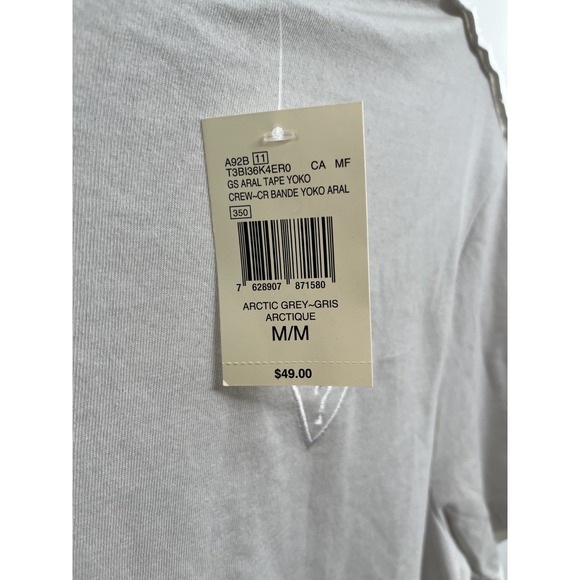 A92B 11
T3BI36K4ER0 CA MF
GS ARAL TAPE YOKO
CREW~CR BANDE YOKO ARAL
350
7 628907 871580
ARCTIC GREY~GRIS
ARCTIQUE
M/M
$49.00